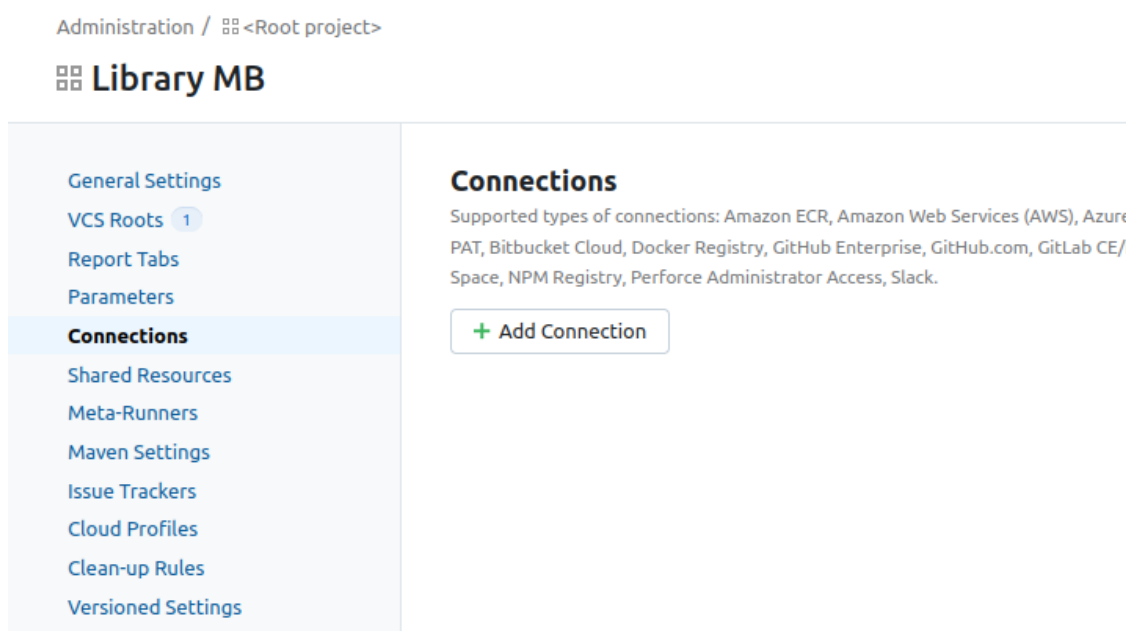 Administration / <Root project>
Library MB
General Settings
VCS Roots 1
Report Tabs
Parameters
Connections
Shared Resources
Meta-Runners
Maven Settings
Issue Trackers
Cloud Profiles
Clean-up Rules
Versioned Settings
Connections
Supported types of connections: Amazon ECR, Amazon Web Services (AWS), Azure
PAT, Bitbucket Cloud, Docker Registry, GitHub Enterprise, GitHub.com, GitLab CE/
Space, NPM Registry, Perforce Administrator Access, Slack.
+ Add Connection